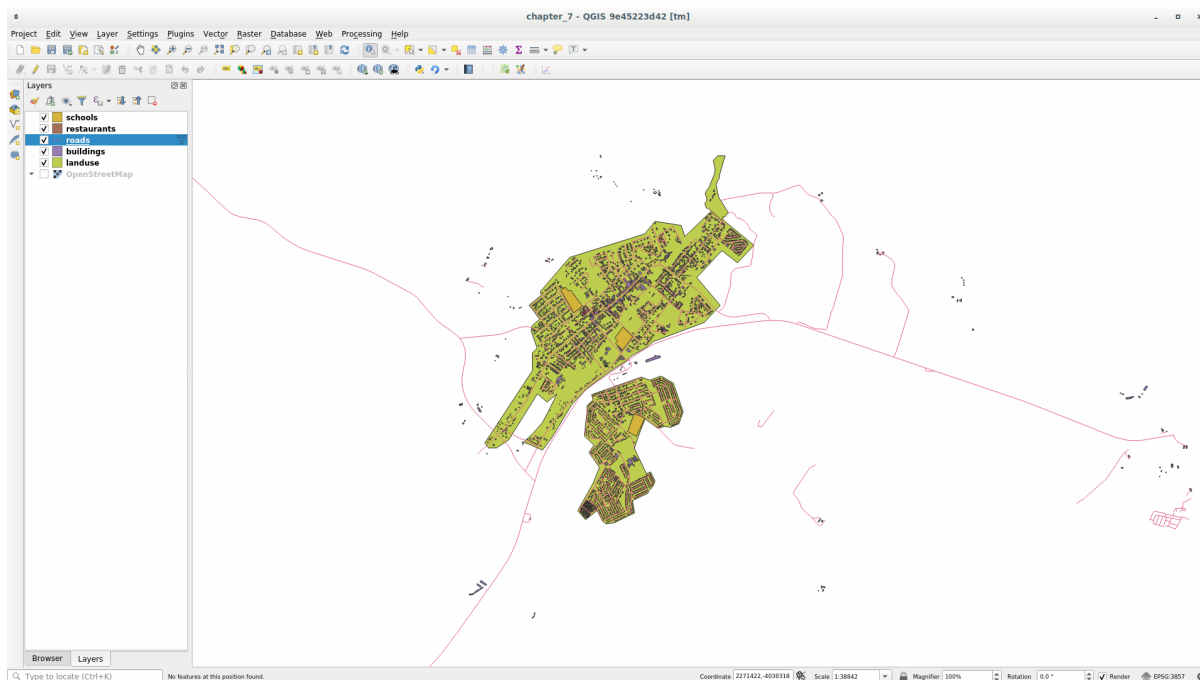 chapter_7 - QGIS 9e45223d42 [tm]
Project Edit View Layer Settings Plugins Vector Raster Database Web Processing Help
Layers
schools
restaurants
roads
buildings
landuse
OpenStreetMap
Browser Layers
Type to locate (Ctrl+K) No features at this position found. Coordinate 2271422,-4030318 Scale 1:38842 Magnifier 100% Rotation 0.0 ° Render EPSG:3857